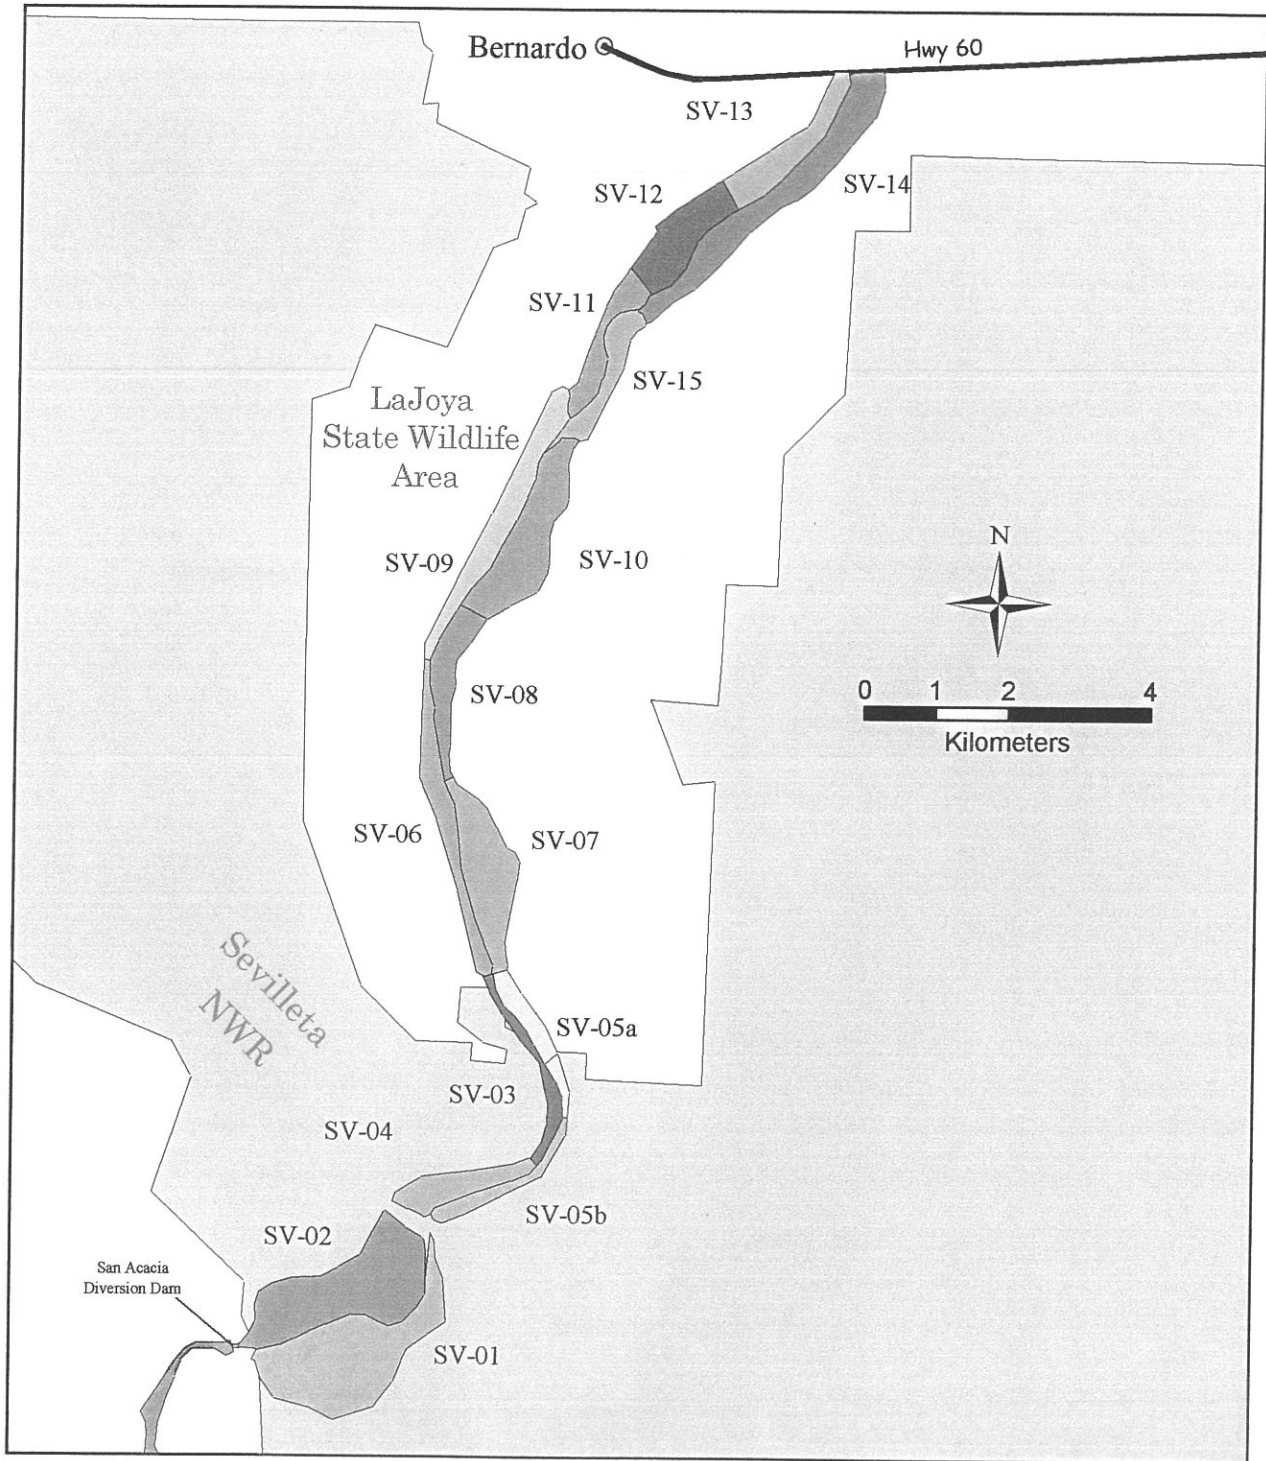 Bernardo
Hwy 60
SV-13
SV-14
SV-12
SV-11
SV-15
LaJoya
State Wildlife
Area
SV-09
SV-10
N
0 1 2 4
Kilometers
SV-08
SV-06
SV-07
Sevilleta
NWR
SV-05a
SV-03
SV-04
SV-05b
SV-02
San Acacia
Diversion Dam
SV-01